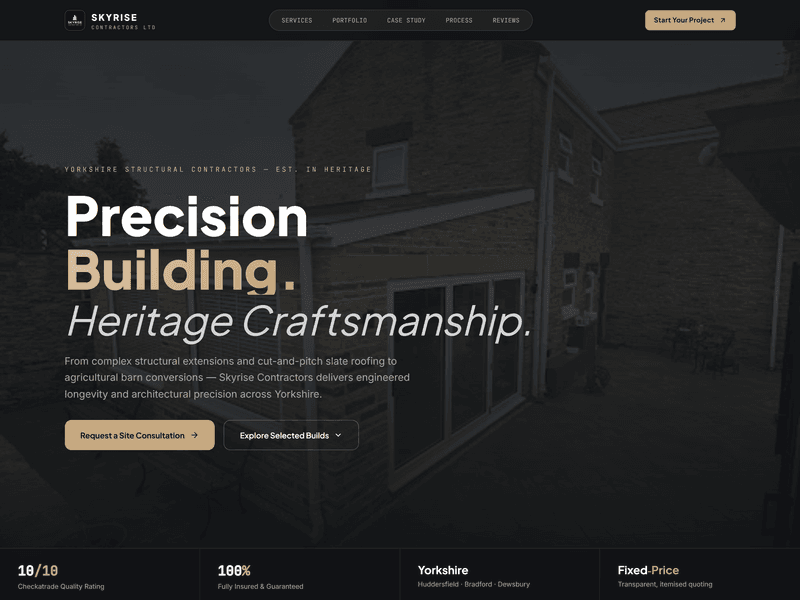 SKYRISE
CONTRACTORS LTD
SERVICES
PORTFOLIO
CASE STUDY
PROCESS
REVIEWS
Start Your Project
YORKSHIRE STRUCTURAL CONTRACTORS — EST. IN HERITAGE
Precision
Building.
Heritage Craftsmanship.
From complex structural extensions and cut-and-pitch slate roofing to
agricultural barn conversions — Skyrise Contractors delivers engineered
longevity and architectural precision across Yorkshire.
Request a Site Consultation
Explore Selected Builds
10/10
Checkatrade Quality Rating
100%
Fully Insured & Guaranteed
Yorkshire
Huddersfield · Bradford · Dewsbury
Fixed-Price
Transparent, itemised quoting